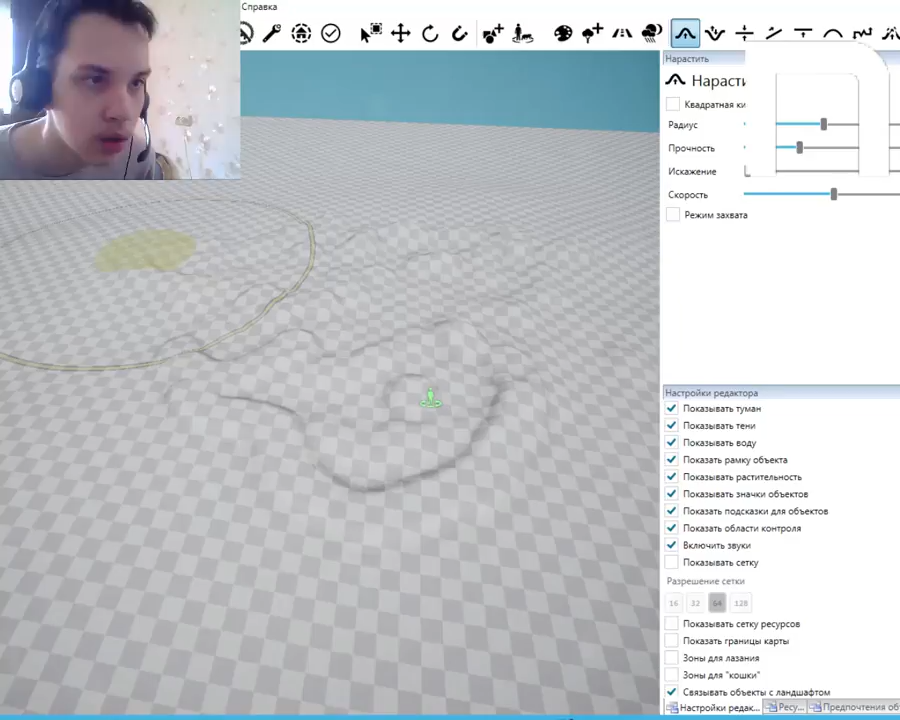 Справка
Нарастить
Нарасти
Квадратная ки
Радиус
Прочность
Искажение
Скорость
Режим захвата
Настройки редактора
Показывать туман
Показывать тени
Показывать воду
Показать рамку объекта
Показывать растительность
Показывать значки объектов
Показать подсказки для объектов
Показать области контроля
Включить звуки
Показывать сетку
Разрешение сетки
16 32 64 128
Показывать сетку ресурсов
Показать границы карты
Зоны для лазания
Зоны для "кошки"
Связывать объекты с ландшафтом
Настройки редак... Ресу... Предпочтения об